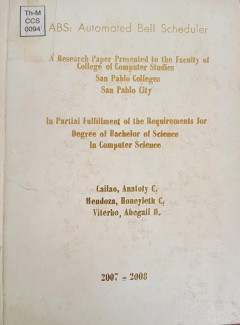 Th-M
CCS
0094
ABS: Automated Bell Scheduler
A Research Paper Presented to the Faculty of
College of Computer Studies
San Pablo Colleges
San Pablo City
In Partial Fulfillment of the Requirements for
Degree of Bachelor of Science
In Computer Science
Cailao, Anatoly C.
Mendoza, Honeyleth C.
Viterbo, Abegail D.
2007 - 2008